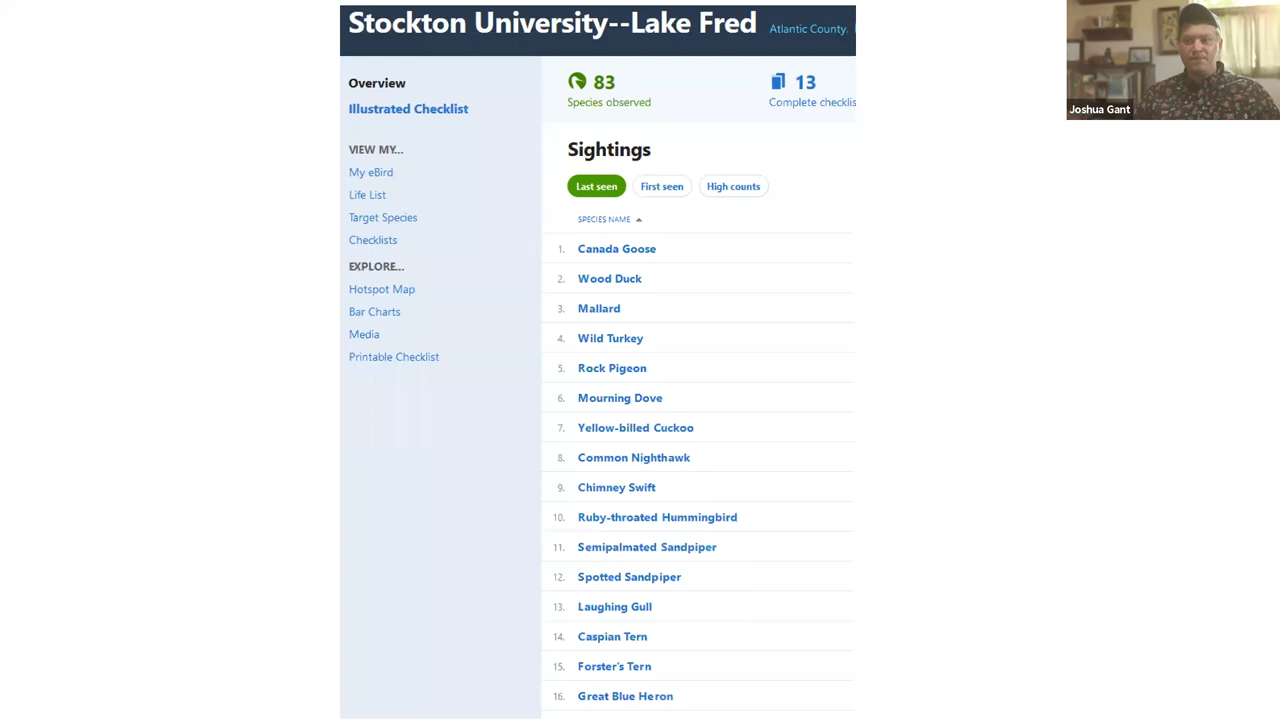 Stockton University--Lake Fred
Atlantic County,
Overview
Illustrated Checklist
VIEW MY...
My eBird
Life List
Target Species
Checklists
EXPLORE...
Hotspot Map
Bar Charts
Media
Printable Checklist
83
Species observed
13
Complete checklis
Sightings
Last seen
First seen
High counts
SPECIES NAME
1. Canada Goose
2. Wood Duck
3. Mallard
4. Wild Turkey
5. Rock Pigeon
6. Mourning Dove
7. Yellow-billed Cuckoo
8. Common Nighthawk
9. Chimney Swift
10. Ruby-throated Hummingbird
11. Semipalmated Sandpiper
12. Spotted Sandpiper
13. Laughing Gull
14. Caspian Tern
15. Forster's Tern
16. Great Blue Heron
Joshua Gant